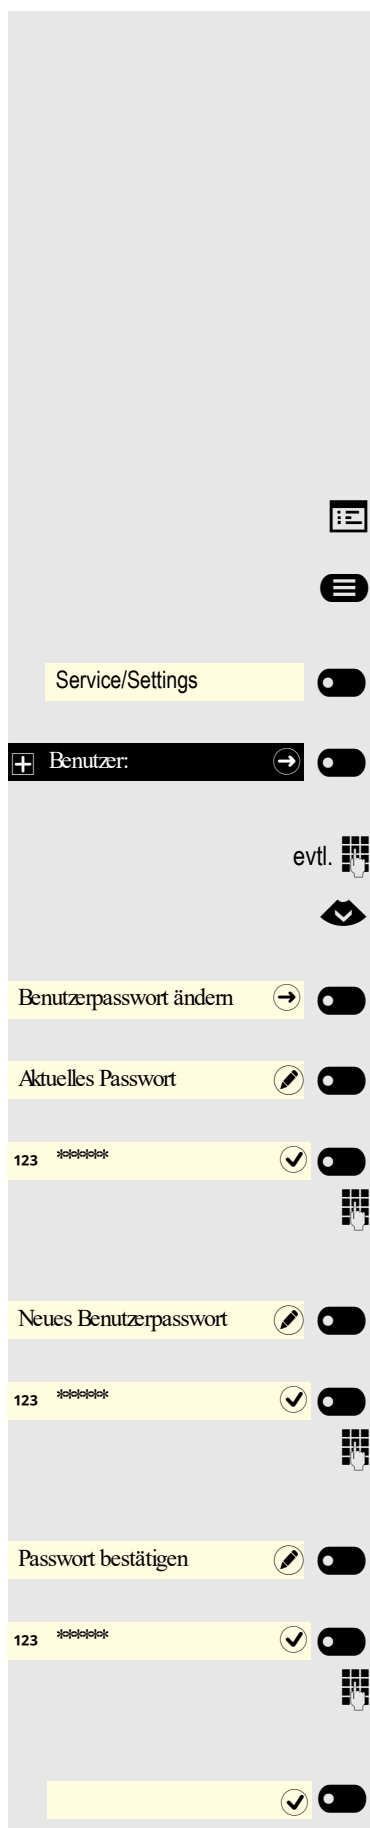 Service/Settings
Benutzer:
evtl.
Benutzerpasswort ändern
Aktuelles Passwort
123 ******
Neues Benutzerpasswort
123 ******
Passwort bestätigen
123 ******